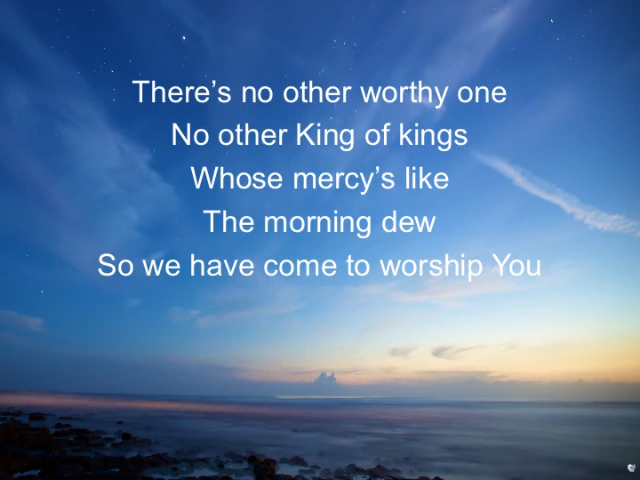 There’s no other worthy one
No other King of kings
Whose mercy’s like
The morning dew
So we have come to worship You